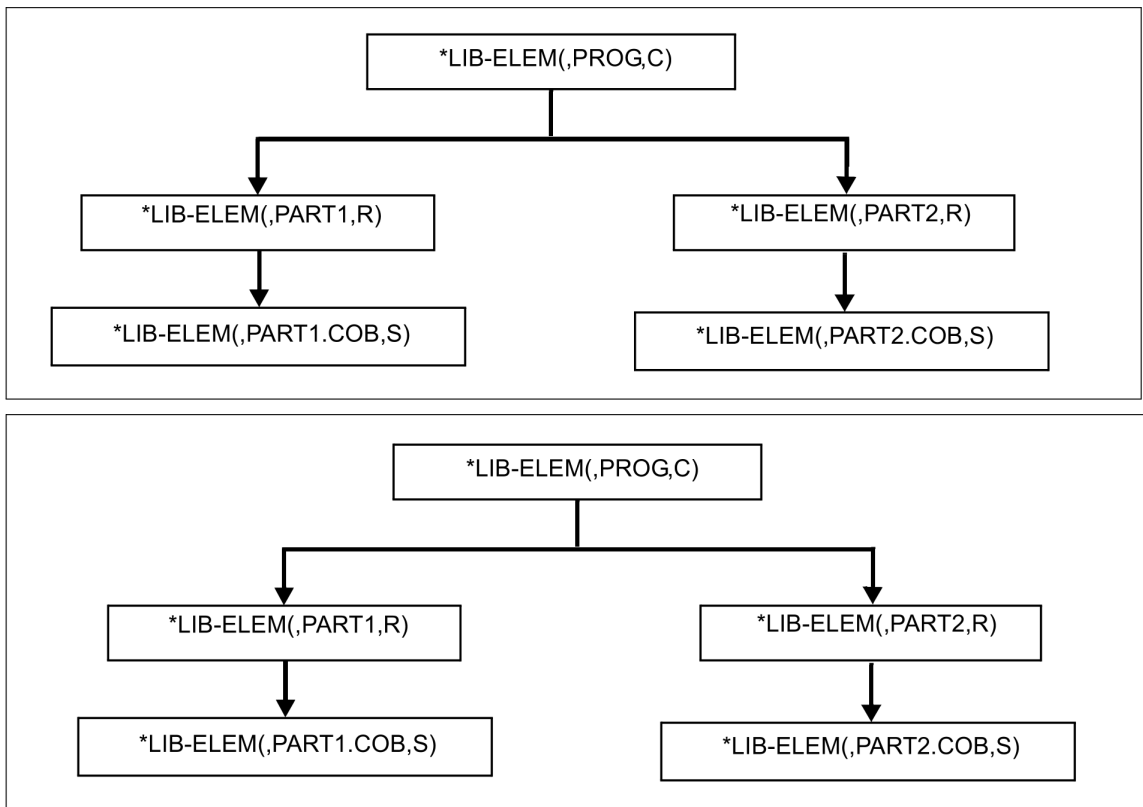 *LIB-ELEM(,PROG,C)
*LIB-ELEM(,PART1,R)
*LIB-ELEM(,PART2,R)
*LIB-ELEM(,PART1.COB,S)
*LIB-ELEM(,PART2.COB,S)
*LIB-ELEM(,PROG,C)
*LIB-ELEM(,PART1,R)
*LIB-ELEM(,PART2,R)
*LIB-ELEM(,PART1.COB,S)
*LIB-ELEM(,PART2.COB,S)